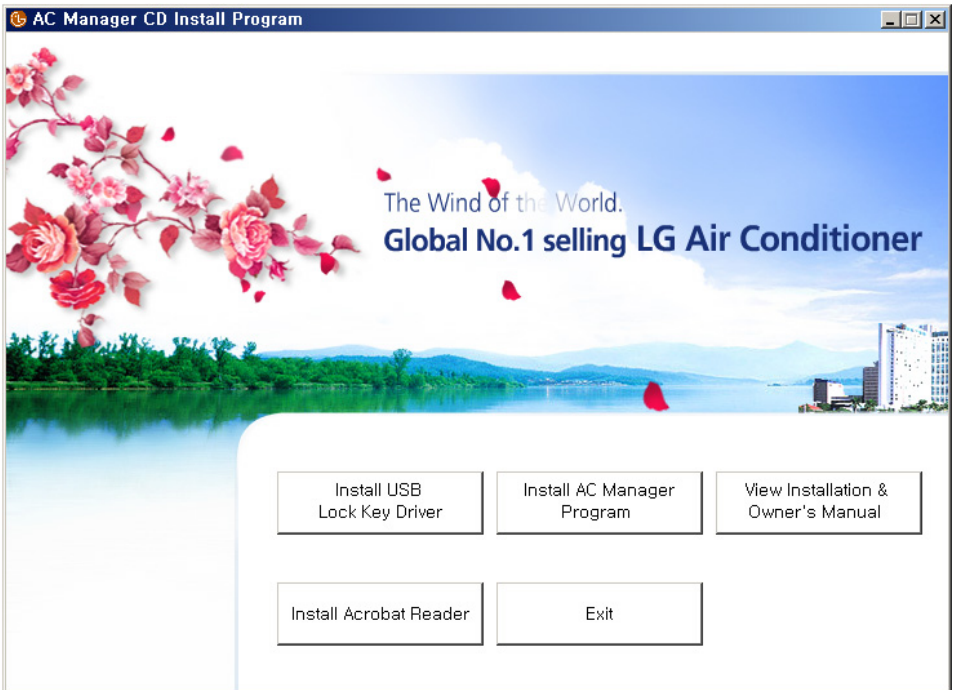 AC Manager CD Install Program
The Wind of the World.
Global No.1 selling LG Air Conditioner
Install USB
Lock Key Driver
Install AC Manager
Program
View Installation &
Owner's Manual
Install Acrobat Reader
Exit